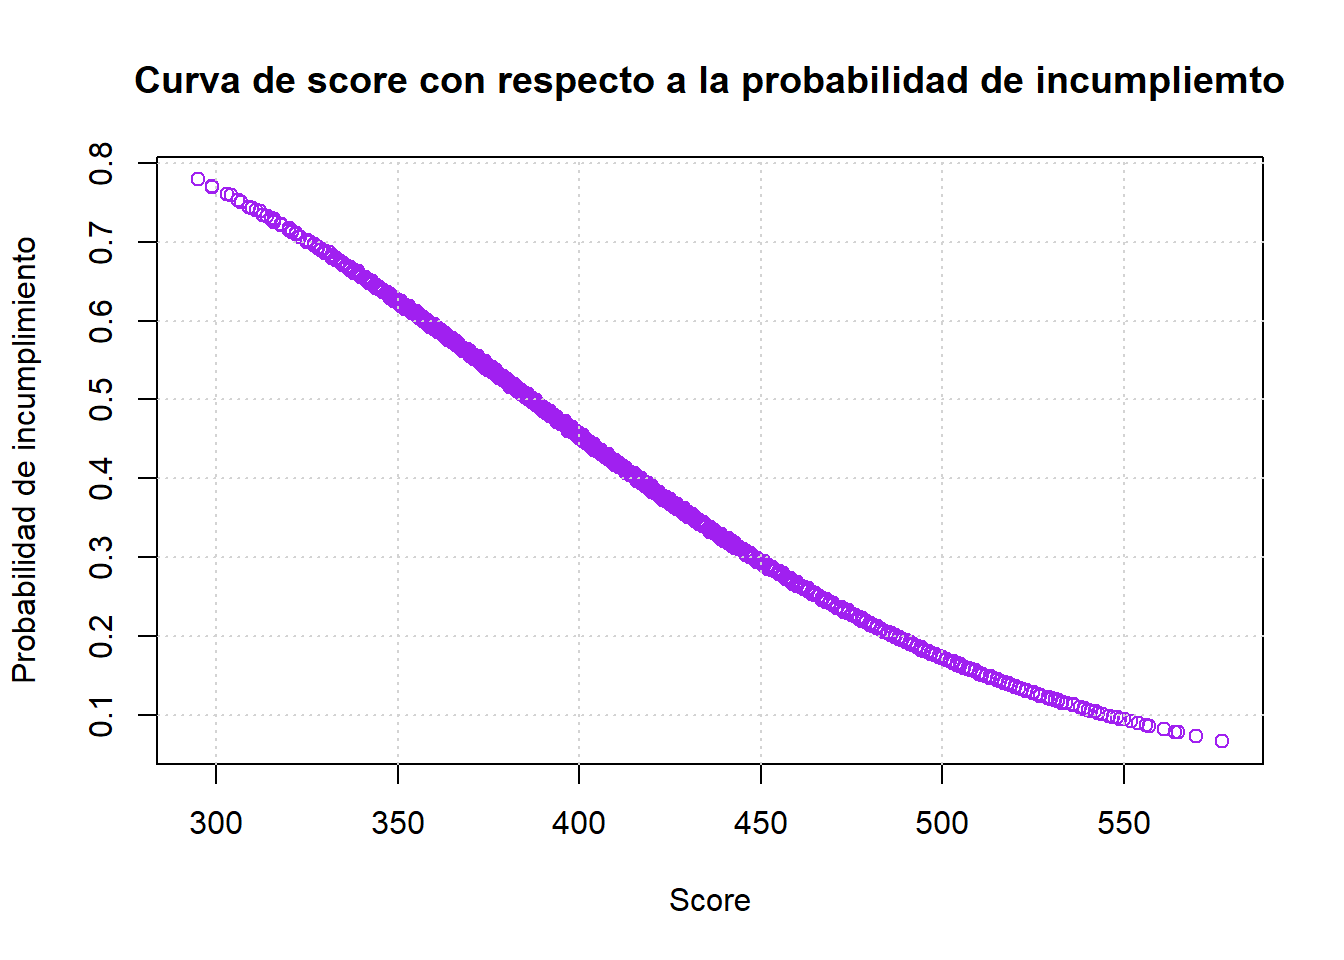 Curva de score con respecto a la probabilidad de incumpliemto
Probabilidad de incumplimiento
0.8
0.7
0.6
0.5
0.4
0.3
0.2
0.1
300 350 400 450 500 550
Score